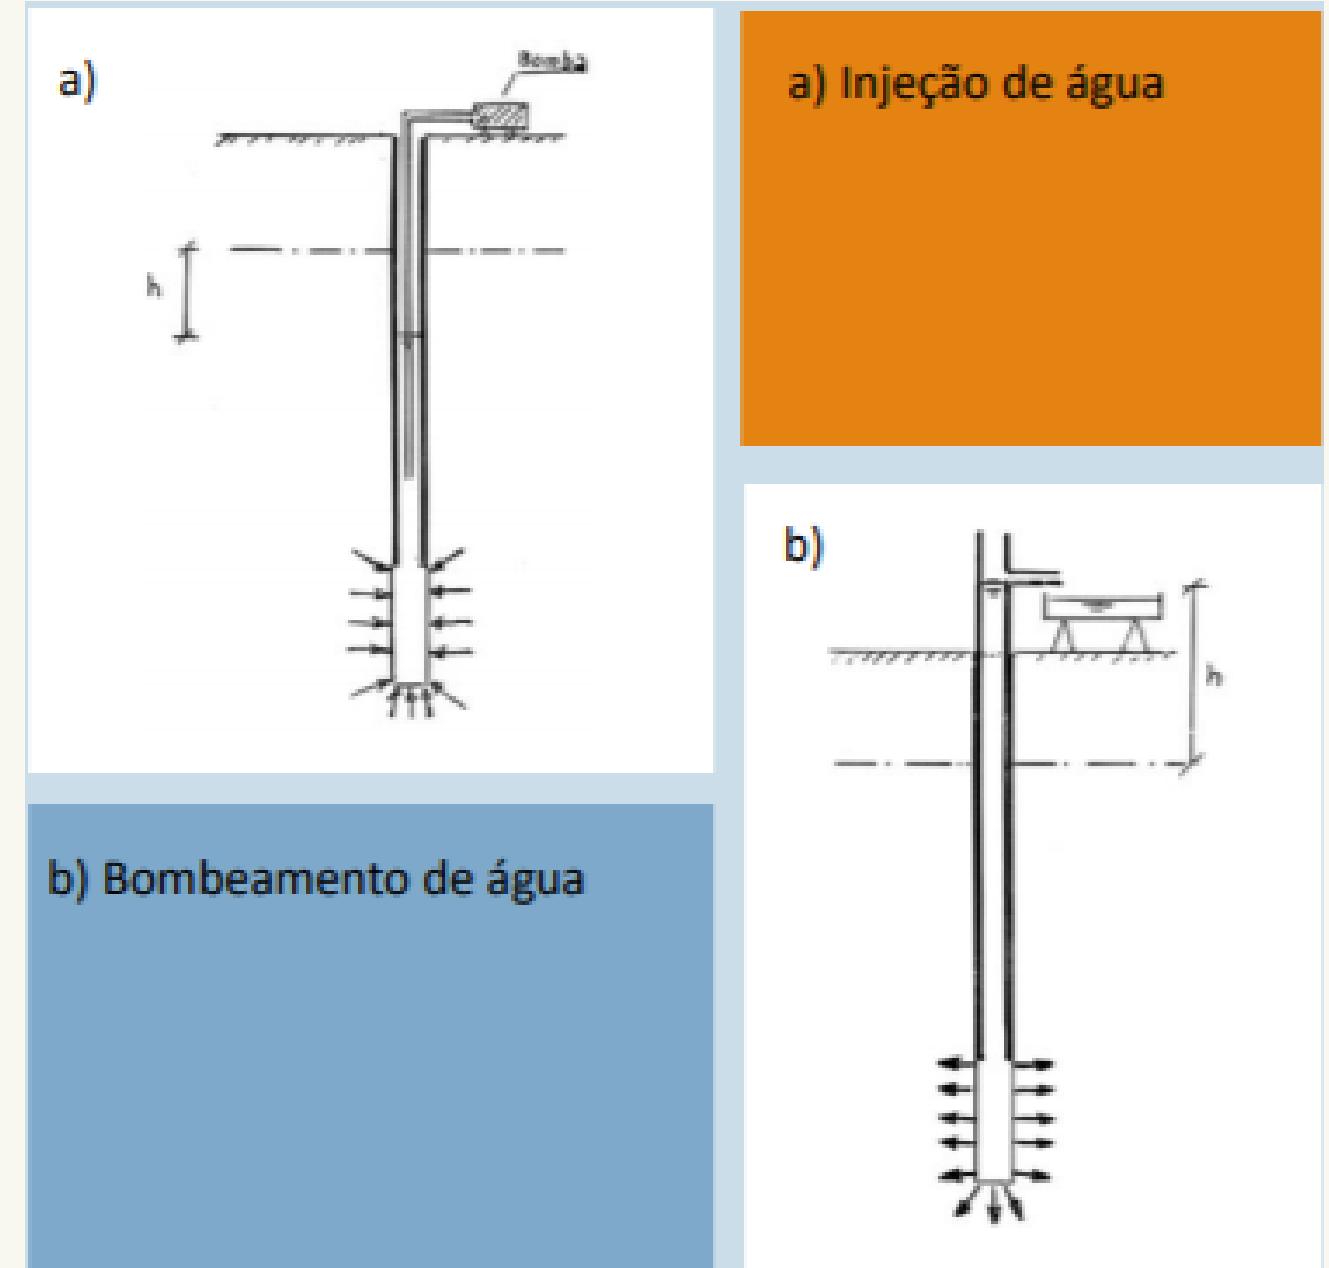 a)
Bomba
h
a) Injeção de água
b)
h
b) Bombeamento de água